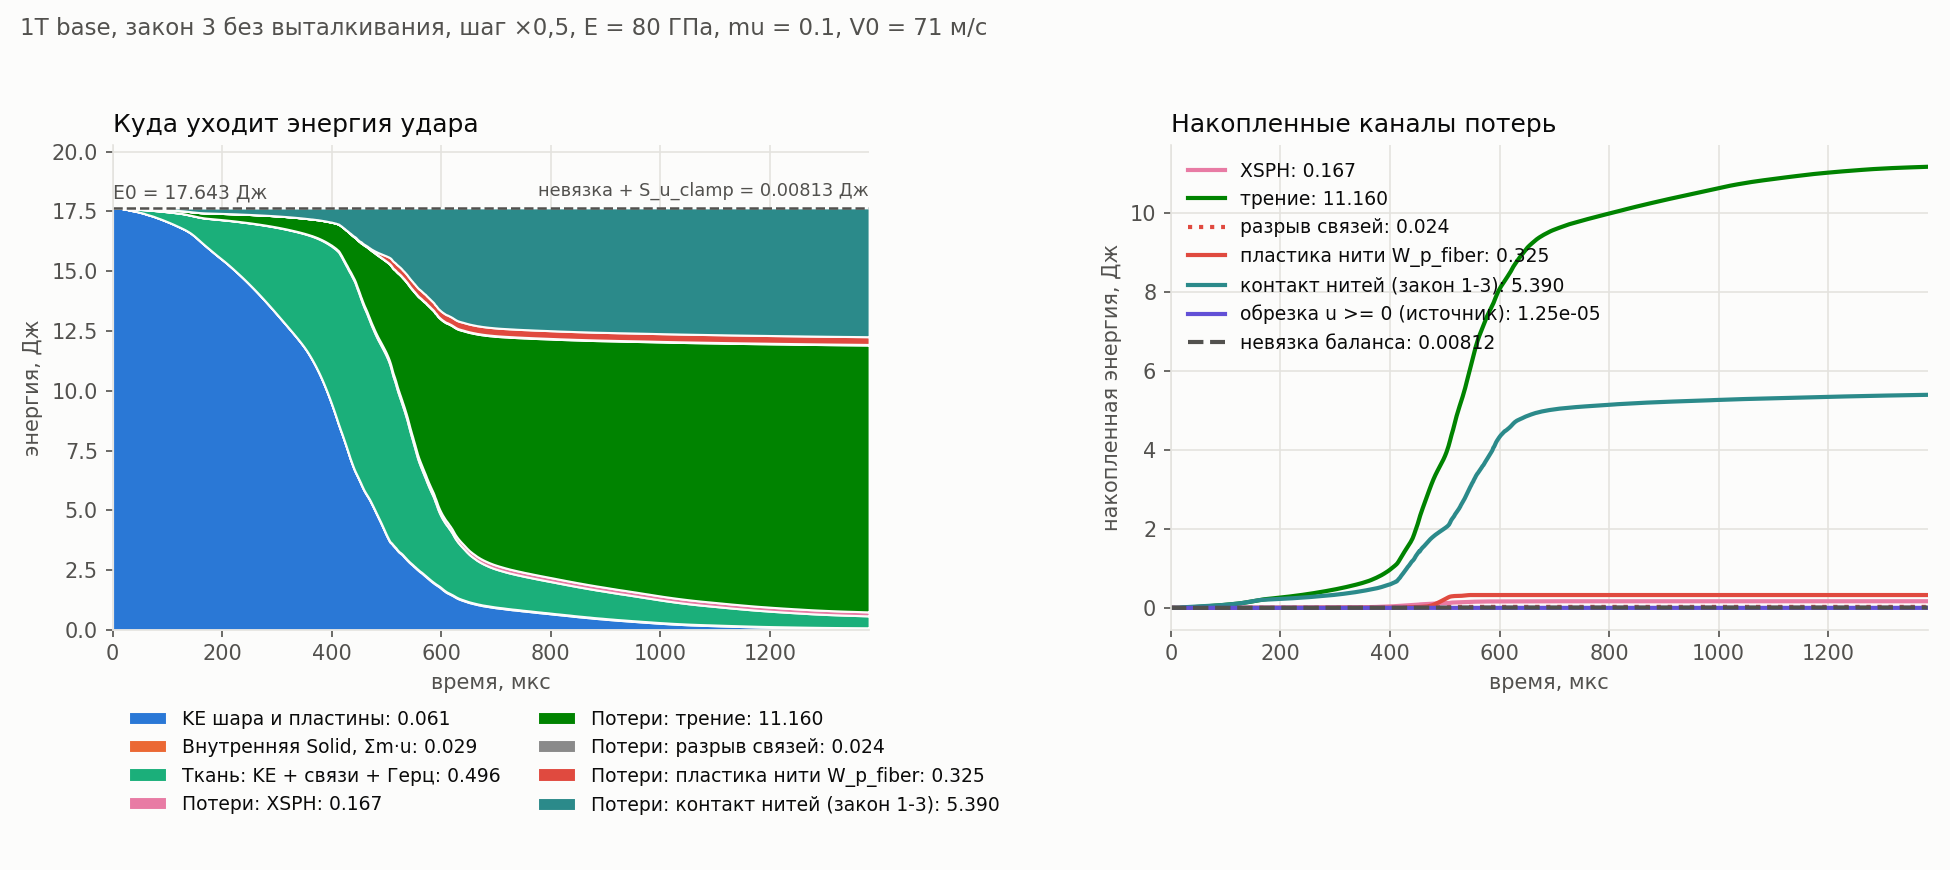 1T base, закон 3 без выталкивания, шаг ×0,5, E = 80 ГПа, mu = 0.1, V0 = 71 м/с
Куда уходит энергия удара
E0 = 17.643 Дж
невязка + S_u_clamp = 0.00813 Дж
энергия, Дж
20.0
17.5
15.0
12.5
10.0
7.5
5.0
2.5
0.0
0 200 400 600 800 1000 1200
время, мкс
KE шара и пластины: 0.061
Внутренняя Solid, Σm·u: 0.029
Ткань: KE + связи + Герц: 0.496
Потери: XSPH: 0.167
Потери: трение: 11.160
Потери: разрыв связей: 0.024
Потери: пластика нити W_p_fiber: 0.325
Потери: контакт нитей (закон 1-3): 5.390
Накопленные каналы потерь
XSPH: 0.167
трение: 11.160
разрыв связей: 0.024
пластика нити W_p_fiber: 0.325
контакт нитей (закон 1-3): 5.390
обрезка u >= 0 (источник): 1.25e-05
невязка баланса: 0.00812
накопленная энергия, Дж
10
8
6
4
2
0
0 200 400 600 800 1000 1200
время, мкс